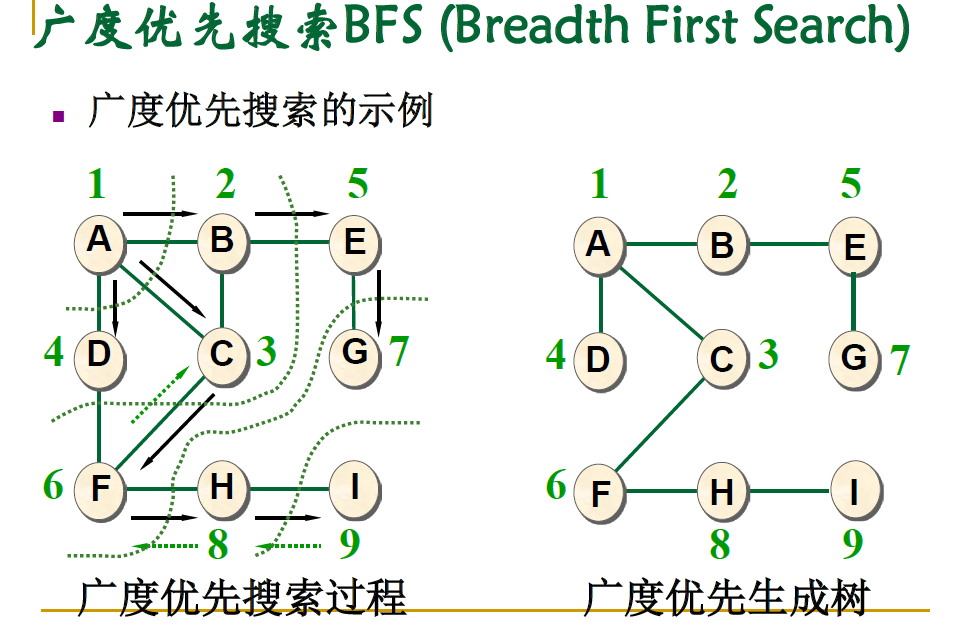 广度优先搜索BFS (Breadth First Search)
广度优先搜索的示例
1 2 5 1 2 5
A B E A B E
4 D C 3 G 7 4 D C 3 G 7
6 F H I 6 F H I
8 9 8 9
广度优先搜索过程 广度优先生成树